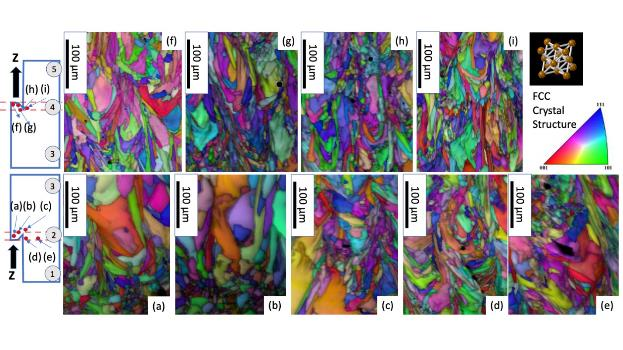 Z
5
(h) (i)
4
(f) (g)
3
100 µm
(f)
100 µm
(g)
100 µm
(h)
100 µm
(i)
FCC
Crystal
Structure
111
001
101
3
(a)(b) (c)
2
(d) (e)
Z
1
100 µm
(a)
100 µm
(b)
100 µm
(c)
100 µm
(d)
100 µm
(e)